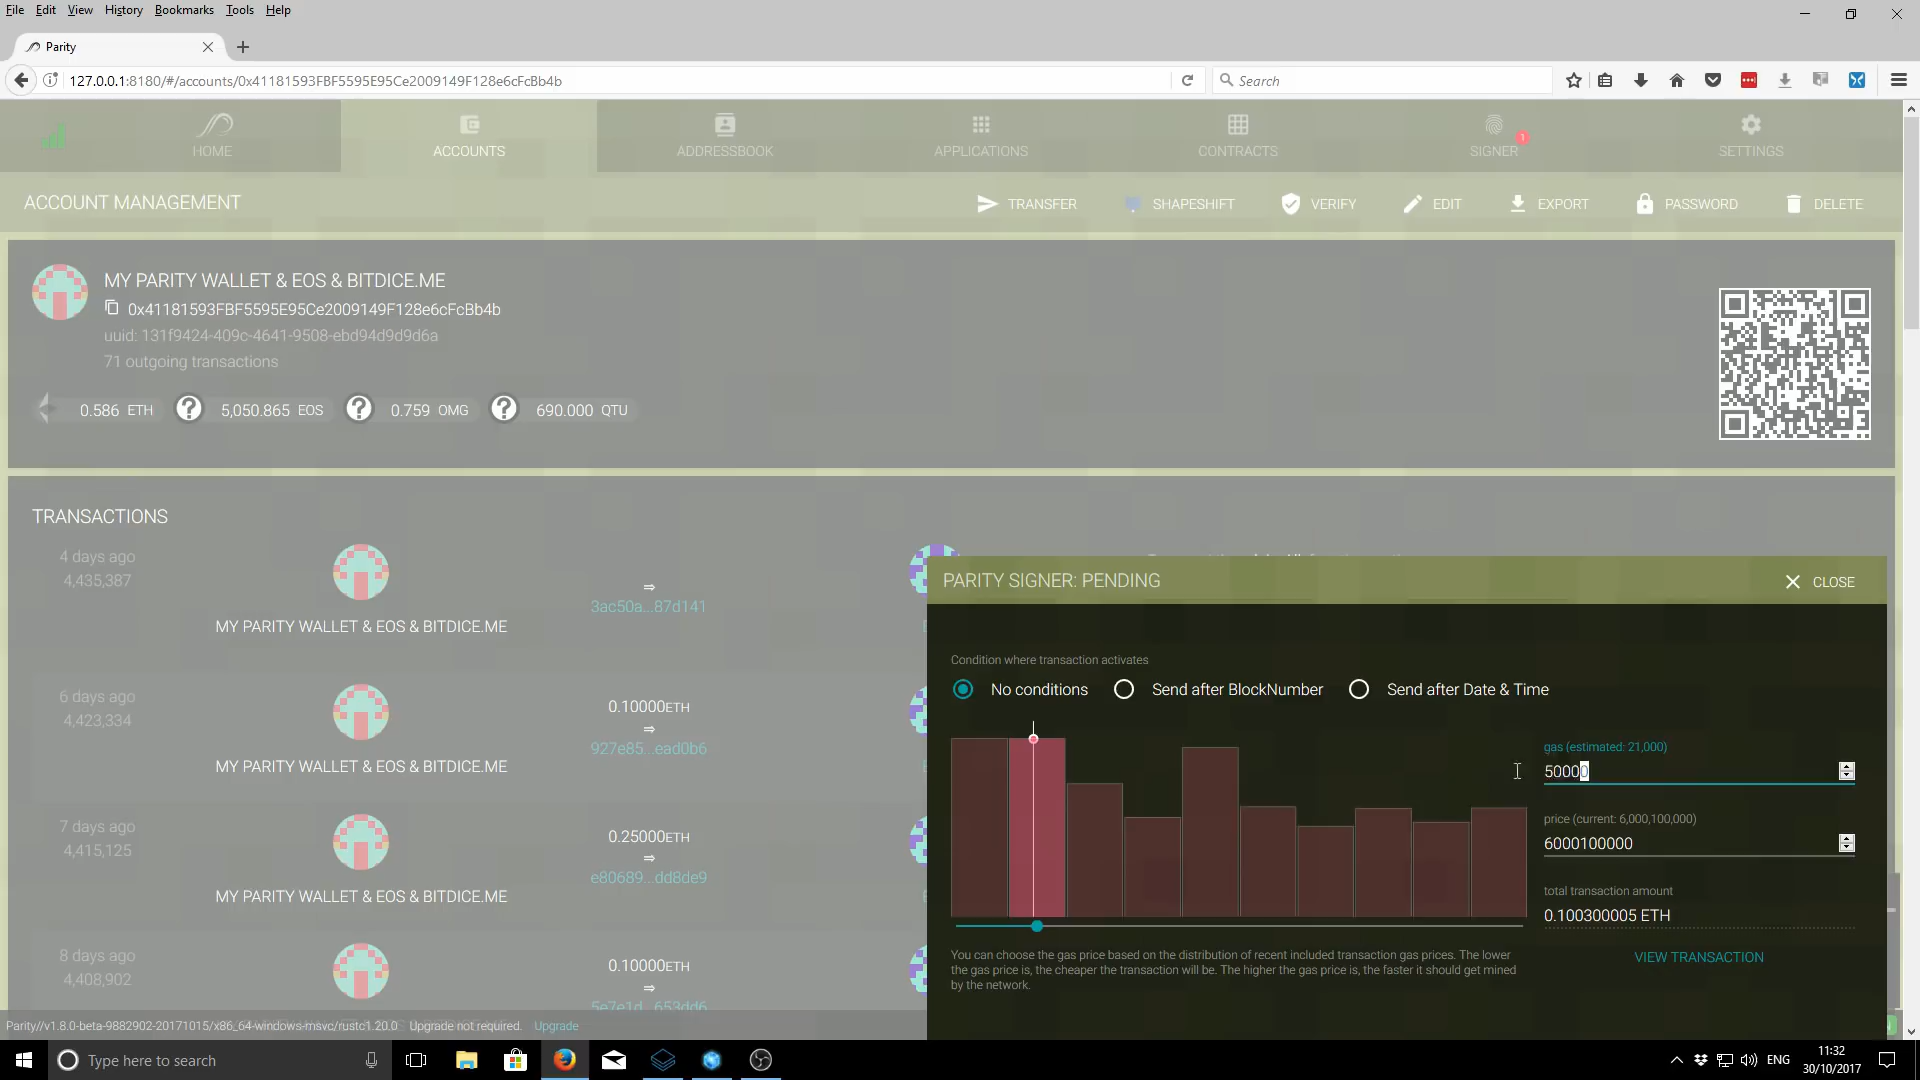 File Edit View History Bookmarks Tools Help
Parity
127.0.0.1:8180/#/accounts/0x41181593FBF5595E95Ce2009149F128e6cFcBb4b
Search
HOME
ACCOUNTS
ADDRESSBOOK
APPLICATIONS
CONTRACTS
SIGNER
1
SETTINGS
ACCOUNT MANAGEMENT
TRANSFER
SHAPESHIFT
VERIFY
EDIT
EXPORT
PASSWORD
DELETE
MY PARITY WALLET & EOS & BITDICE.ME
0x41181593FBF5595E95Ce2009149F128e6cFcBb4b
uuid: 131f9424-409c-4641-9508-ebd94d9d9d6a
71 outgoing transactions
0.586 ETH
5,050.865 EOS
0.759 OMG
690.000 QTU
TRANSACTIONS
4 days ago
4,435,387
⇒
3ac50a...87d141
MY PARITY WALLET & EOS & BITDICE.ME
6 days ago
4,423,334
0.10000ETH
⇒
927e85...ead0b6
MY PARITY WALLET & EOS & BITDICE.ME
7 days ago
4,415,125
0.25000ETH
⇒
e80689...dd8de9
MY PARITY WALLET & EOS & BITDICE.ME
8 days ago
4,408,902
0.10000ETH
⇒
5e7e1d...653dd6
PARITY SIGNER: PENDING
CLOSE
Condition where transaction activates
No conditions
Send after BlockNumber
Send after Date & Time
gas (estimated: 21,000)
50000
price (current: 6,000,100,000)
6000100000
total transaction amount
0.100300005 ETH
VIEW TRANSACTION
You can choose the gas price based on the distribution of recent included transaction gas prices. The lower
the gas price is, the cheaper the transaction will be. The higher the gas price is, the faster it should get mined
by the network.
Parity//v1.8.0-beta-9882902-20171015/x86_64-windows-msvc/rustc1.20.0 Upgrade not required. Upgrade
Type here to search
ENG
11:32
30/10/2017